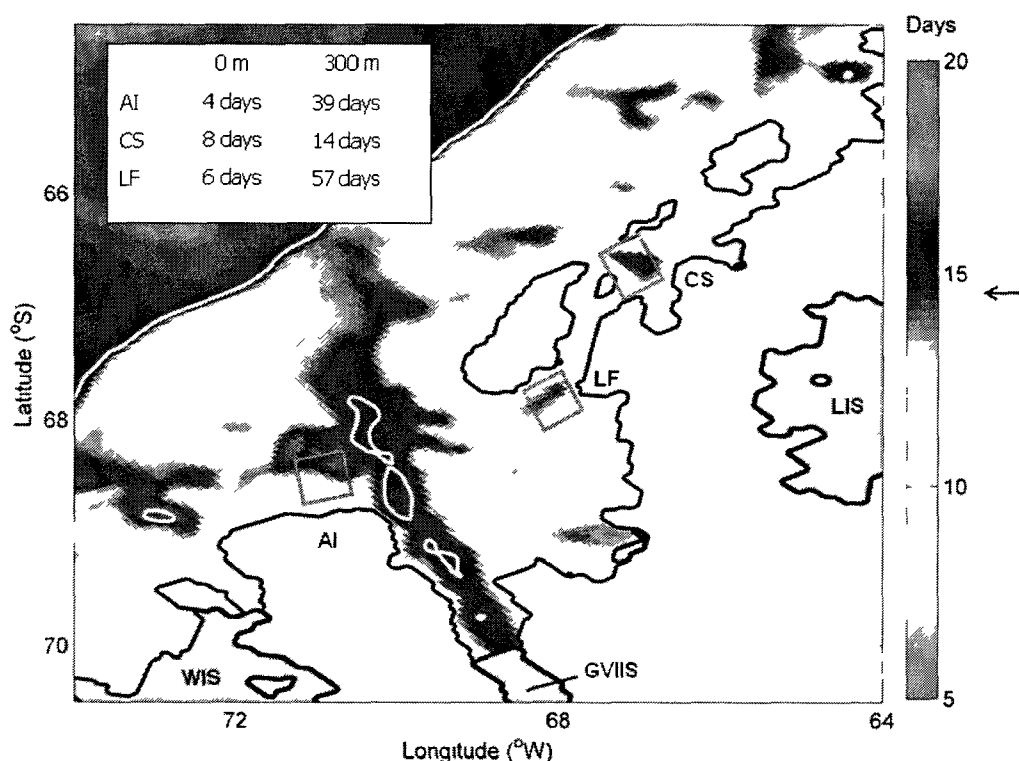 Days
0 m 300 m
AI 4 days 39 days
CS 8 days 14 days
LF 6 days 57 days
20
15
10
5
66
68
70
Latitude (°S)
CS
LF
LIS
AI
WIS
GVIIS
72 68 64
Longitude (°W)